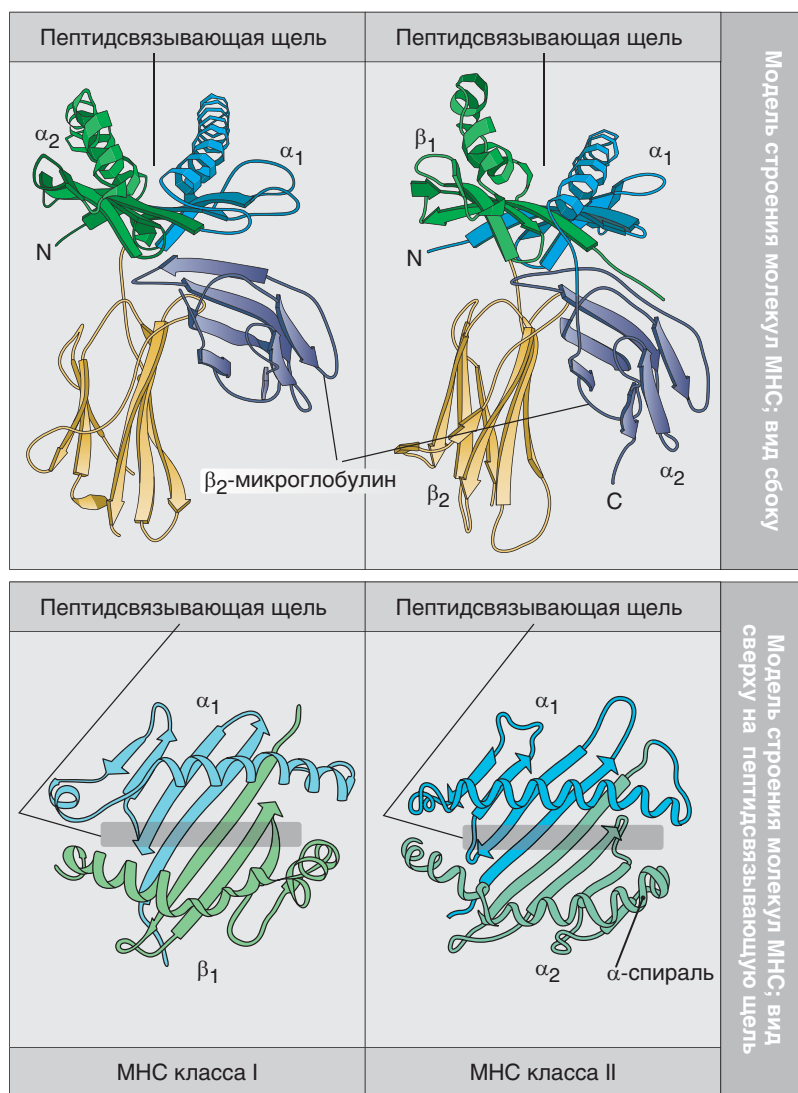 Пептидсвязывающая щель
Пептидсвязывающая щель
Модель строения молекул МНС; вид сбоку
α2
α1
N
β1
α1
N
β2-микроглобулин
β2
α2
C
Пептидсвязывающая щель
Пептидсвязывающая щель
Модель строения молекул МНС; вид
сверху на пептидсвязывающую щель
α1
β1
α1
α2
α-спираль
МНС класса I
МНС класса II